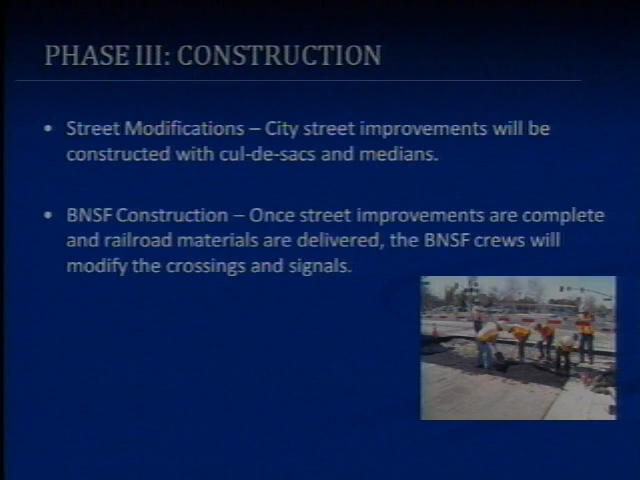 PHASE III: CONSTRUCTION
• Street Modifications – City street improvements will be
constructed with cul-de-sacs and medians.
• BNSF Construction – Once street improvements are complete
and railroad materials are delivered, the BNSF crews will
modify the crossings and signals.